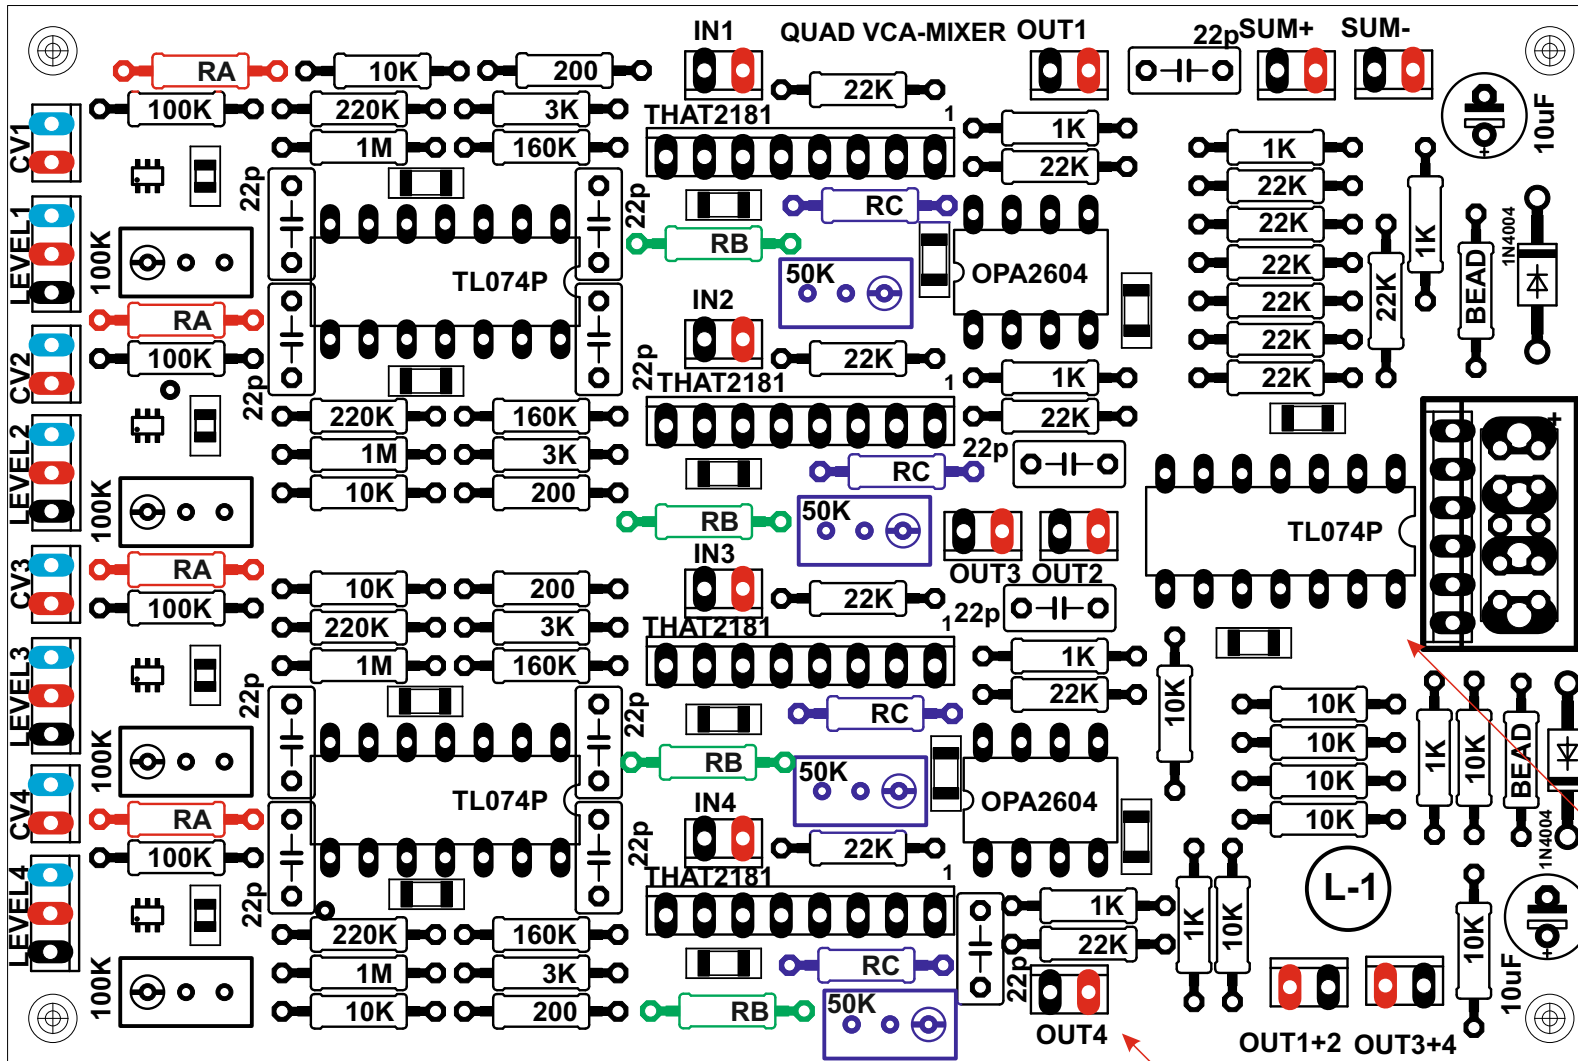 IN1 QUAD VCA-MIXER OUT1 22p SUM+ SUM-
RA 10K 200 22K
100K 220K 3K THAT2181 1 1K 10uF +
CV1 1M 160K 22K 1K
22p 22p RC 22K 1K
LEVEL1 RB 22K
100K TL074P 50K OPA2604 22K 22K BEAD 1N4004
RA IN2 22K
100K 22p 22p 22K 22K
CV2 THAT2181 1 1K 22K
220K 160K 22K
LEVEL2 1M 3K RC 22p +
100K 10K 200 RB 50K TL074P
RA IN3 OUT3 OUT2
CV3 100K 10K 200 22K 22p
220K 3K THAT2181 1 1K
LEVEL3 1M 160K 22K 10K
22p 22p RC 10K
100K RB 10K 1K 10K BEAD
TL074P 50K OPA2604 10K
CV4 RA IN4 10K
100K 22p 22p 22K 1N4004
LEVEL4 THAT2181 1 1K L-1
220K 160K 22K 1K 10K 10K +
100K 1M 3K RC 22p 10uF
10K 200 RB 50K
OUT4 OUT1+2 OUT3+4